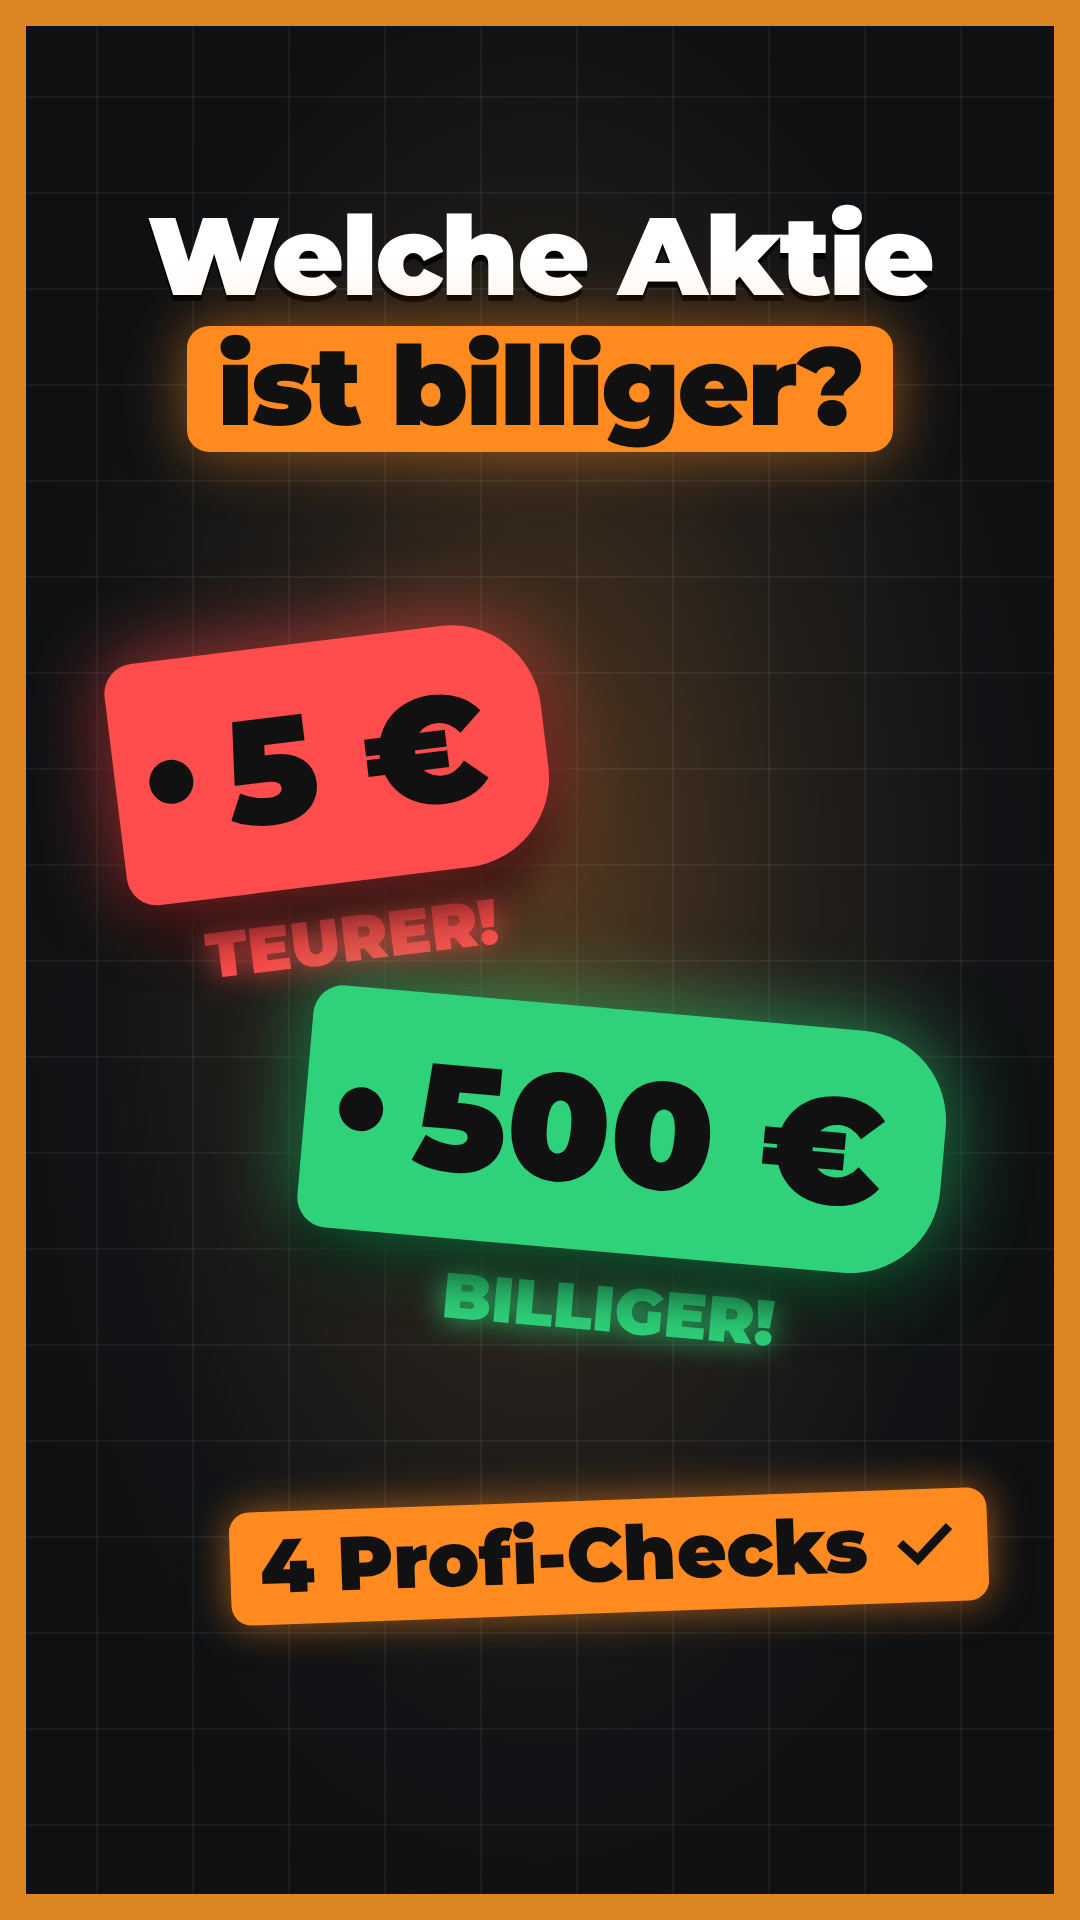 Welche Aktie
ist billiger?
5 €
TEURER!
500 €
BILLIGER!
4 Profi-Checks ✓